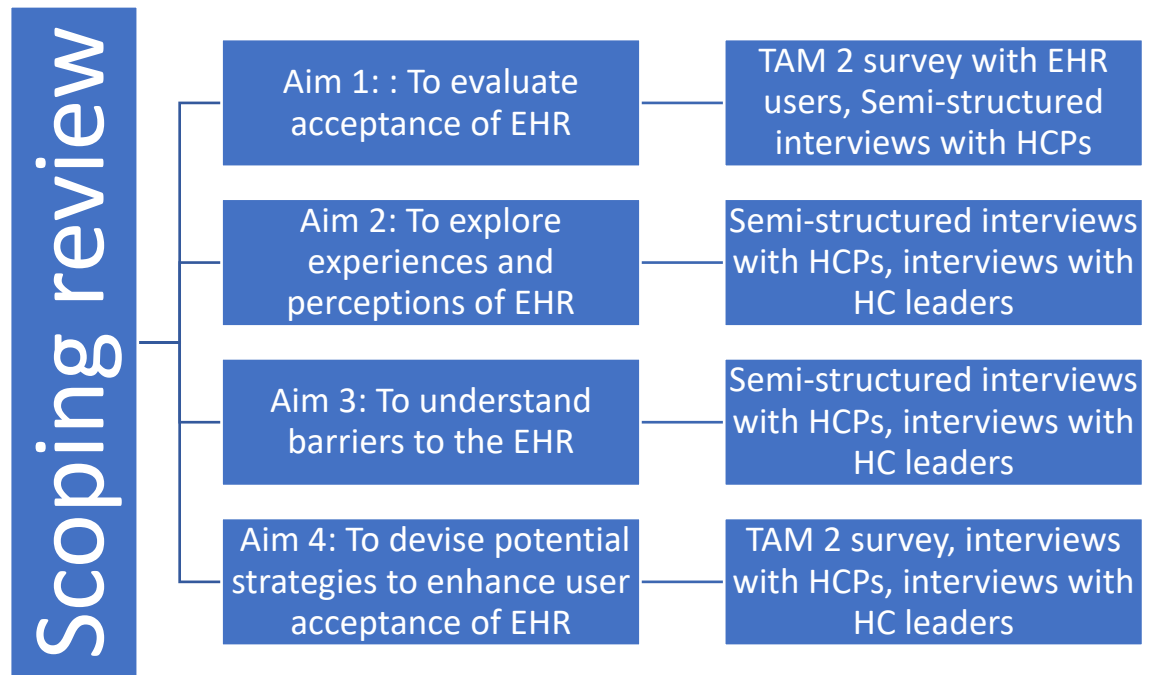 Scoping review
Aim 1: : To evaluate
acceptance of EHR
TAM 2 survey with EHR
users, Semi-structured
interviews with HCPs
Aim 2: To explore
experiences and
perceptions of EHR
Semi-structured interviews
with HCPs, interviews with
HC leaders
Aim 3: To understand
barriers to the EHR
Semi-structured interviews
with HCPs, interviews with
HC leaders
Aim 4: To devise potential
strategies to enhance user
acceptance of EHR
TAM 2 survey, interviews
with HCPs, interviews with
HC leaders